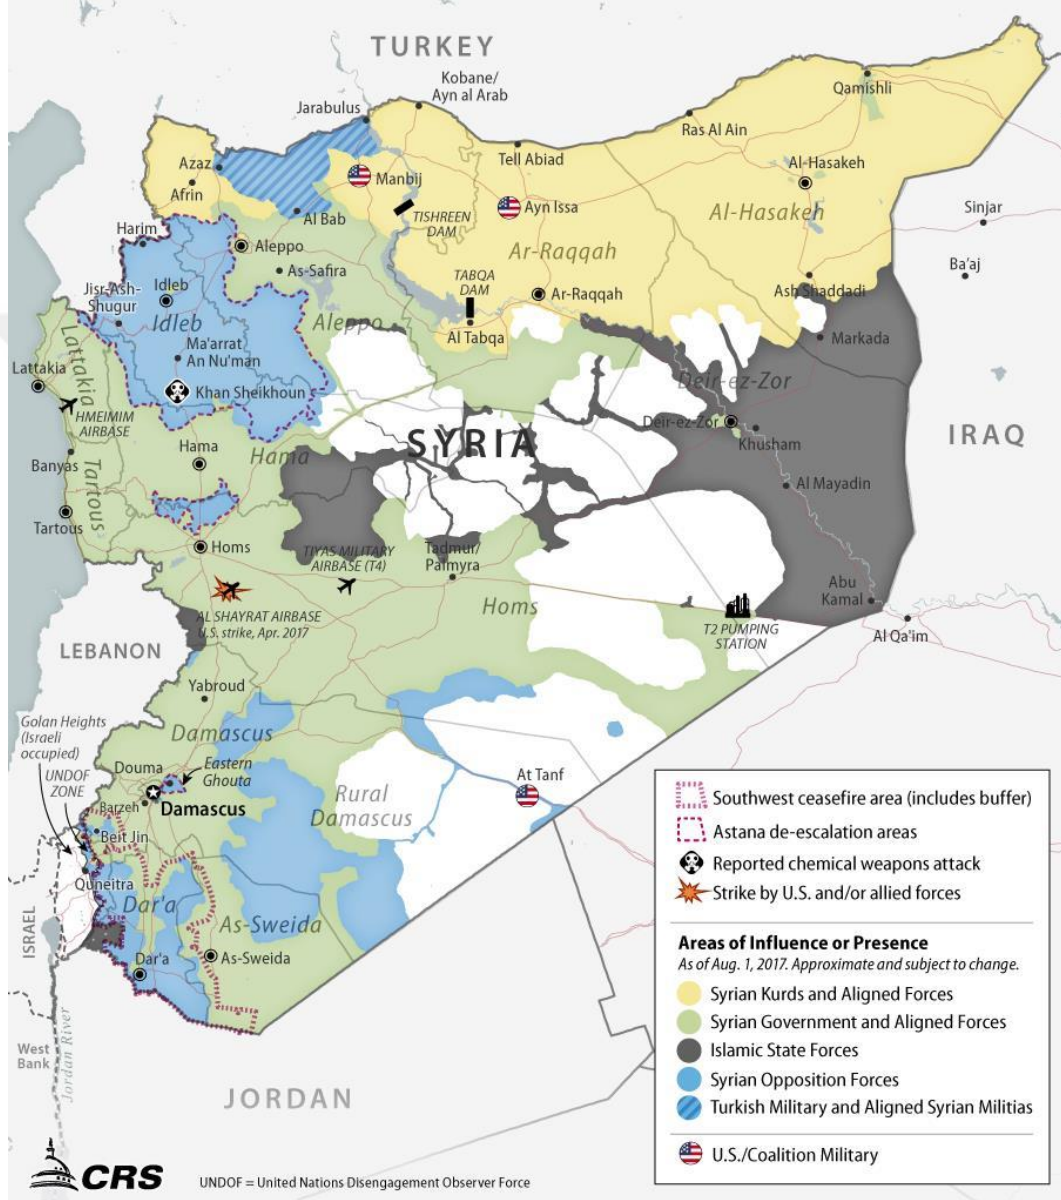 TURKEY
Kobane/
Ayn al Arab
Jarabulus
Qamishli
Ras Al Ain
Tell Abiad
Azaz
Afrin
Manbij
Al-Hasakeh
Al Bab
TISHREEN
DAM
Ayn Issa
Al-Hasakeh
Sinjar
Harim
Aleppo
Ar-Raqqah
Ba'aj
As-Safira
TABQA
DAM
Jisr-Ash-
Shugur
Idleb
Idleb
Ar-Raqqah
Ash Shaddadi
Aleppo
Al Tabqa
Markada
Lattakia
Ma'arrat
An Nu'man
Lattakia
Khan Sheikhoun
Deir-ez-Zor
HMEIMIM
AIRBASE
Deir-ez-Zor
SYRIA
IRAQ
Khusham
Hama
Hama
Banyas
Tartous
Al Mayadin
Tartous
Homs
TIYAS MILITARY
AIRBASE (T4)
Tadmur/
Palmyra
Abu
Kamal
AL SHAYRAT AIRBASE
U.S. strike, Apr. 2017
Homs
T2 PUMPING
STATION
Al Qa'im
LEBANON
Yabroud
Golan Heights
(Israeli
occupied)
Damascus
UNDOF
ZONE
Douma
Eastern
Ghouta
At Tanf
Barzeh
Damascus
Rural
Damascus
Beit Jin
Quneitra
Dar'a
As-Sweida
ISRAEL
Dar'a
As-Sweida
West
Bank
Jordan River
JORDAN
Southwest ceasefire area (includes buffer)
Astana de-escalation areas
Reported chemical weapons attack
Strike by U.S. and/or allied forces
Areas of Influence or Presence
As of Aug. 1, 2017. Approximate and subject to change.
Syrian Kurds and Aligned Forces
Syrian Government and Aligned Forces
Islamic State Forces
Syrian Opposition Forces
Turkish Military and Aligned Syrian Militias
U.S./Coalition Military
CRS
UNDOF = United Nations Disengagement Observer Force